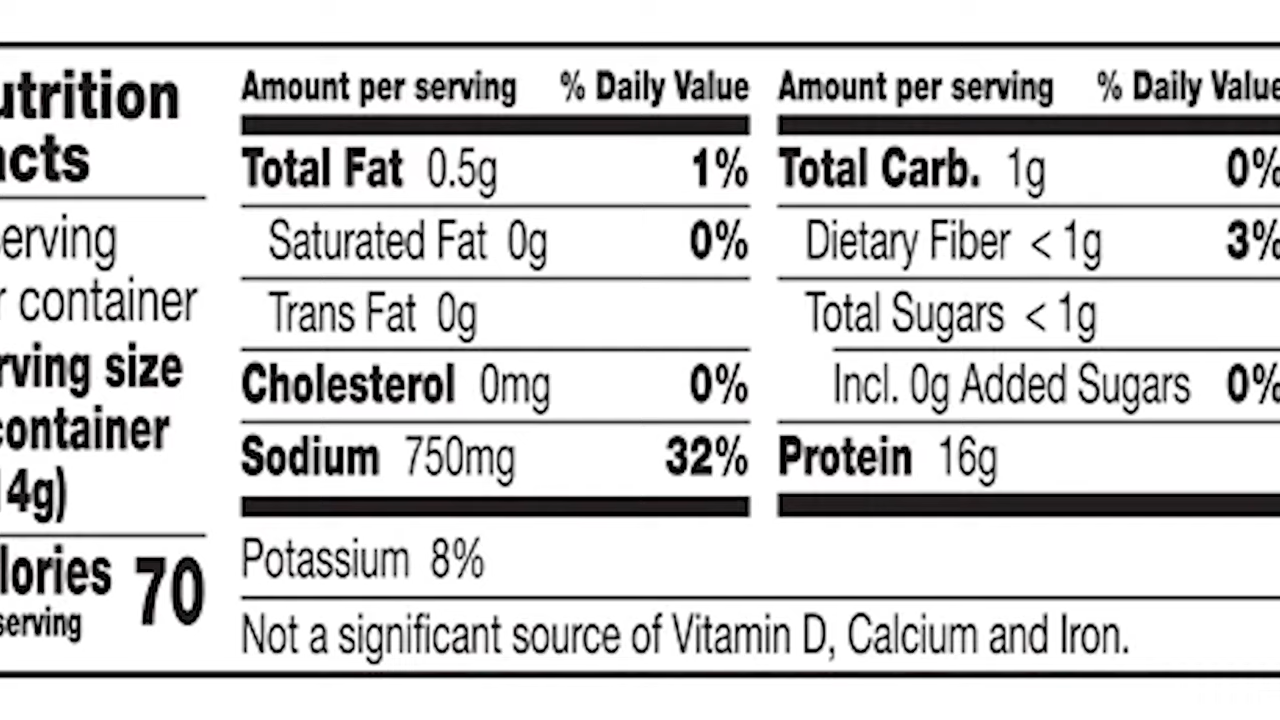 utrition
acts
serving
r container
rving size
container
14g)
lories 70
serving
Amount per serving % Daily Value
Total Fat 0.5g 1%
Saturated Fat 0g 0%
Trans Fat 0g
Cholesterol 0mg 0%
Sodium 750mg 32%
Amount per serving % Daily Value
Total Carb. 1g 0%
Dietary Fiber < 1g 3%
Total Sugars < 1g
Incl. 0g Added Sugars 0%
Protein 16g
Potassium 8%
Not a significant source of Vitamin D, Calcium and Iron.